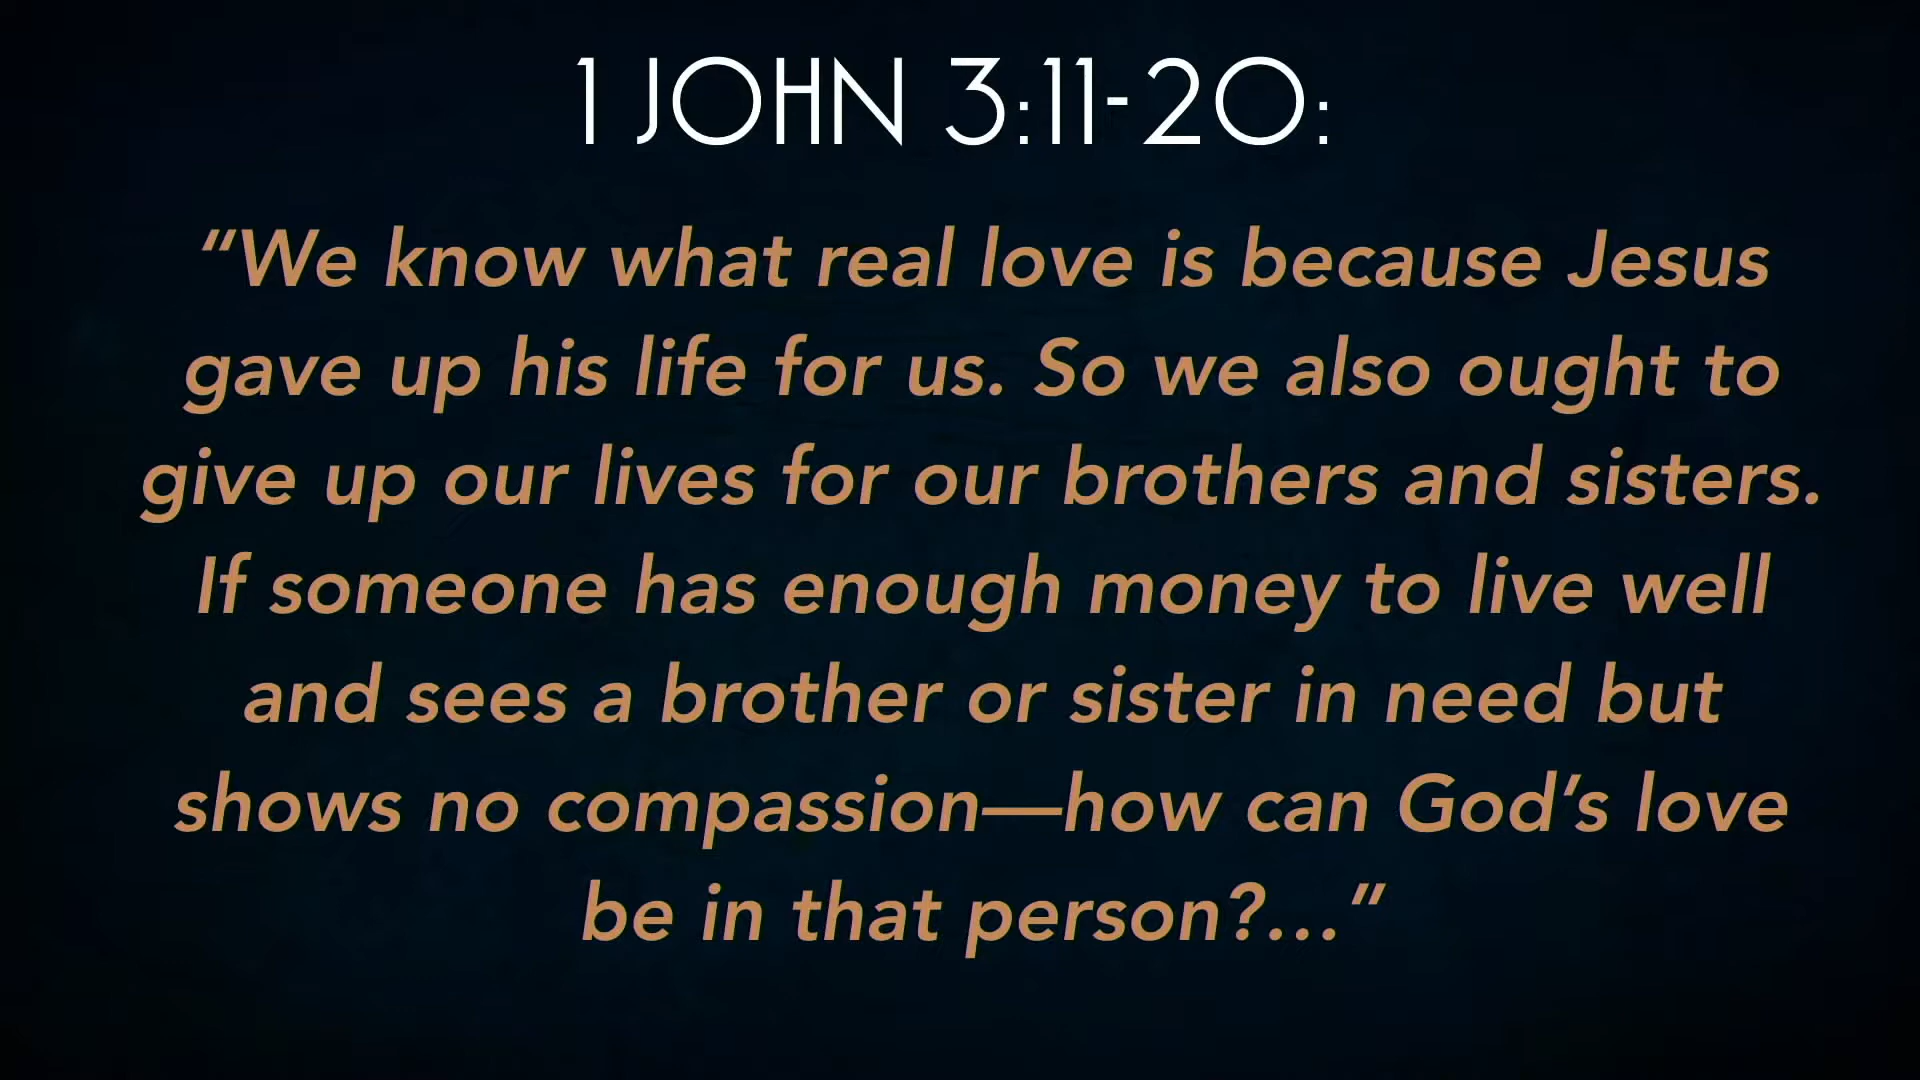 1 JOHN 3:11-20:
“We know what real love is because Jesus
gave up his life for us. So we also ought to
give up our lives for our brothers and sisters.
If someone has enough money to live well
and sees a brother or sister in need but
shows no compassion—how can God’s love
be in that person?...”